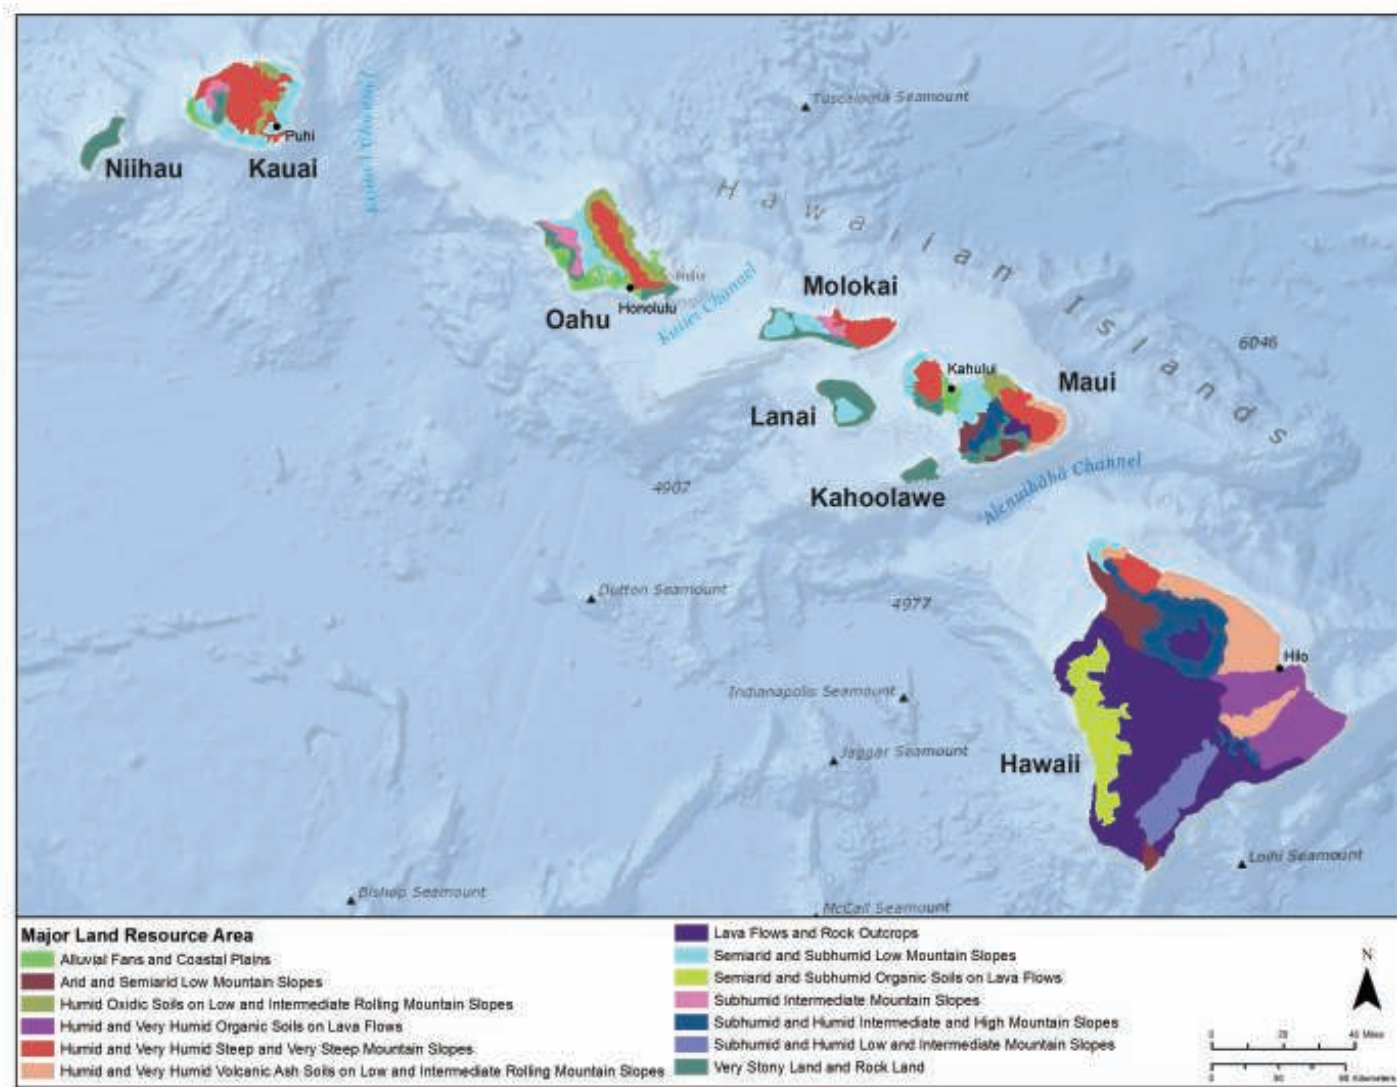 Tuscaloosa Seamount
Puhi
Niihau
Kauai
Hawaiian Islands
Molokai
Honolulu
Oahu
Kaiwi Channel
6046
Kahului
Maui
Lanai
4907
Kahoolawe
'Alenuihāhā Channel
Dutton Seamount
4977
Hilo
Indianapolis Seamount
Jaggar Seamount
Hawaii
Loihi Seamount
Bishop Seamount
McCall Seamount
Major Land Resource Area
Alluvial Fans and Coastal Plains
Arid and Semiarid Low Mountain Slopes
Humid Oxidic Soils on Low and Intermediate Rolling Mountain Slopes
Humid and Very Humid Organic Soils on Lava Flows
Humid and Very Humid Steep and Very Steep Mountain Slopes
Humid and Very Humid Volcanic Ash Soils on Low and Intermediate Rolling Mountain Slopes
Lava Flows and Rock Outcrops
Semiarid and Subhumid Low Mountain Slopes
Semiarid and Subhumid Organic Soils on Lava Flows
Subhumid Intermediate Mountain Slopes
Subhumid and Humid Intermediate and High Mountain Slopes
Subhumid and Humid Low and Intermediate Mountain Slopes
Very Stony Land and Rock Land
N
0 20 40 Miles
Kilometers